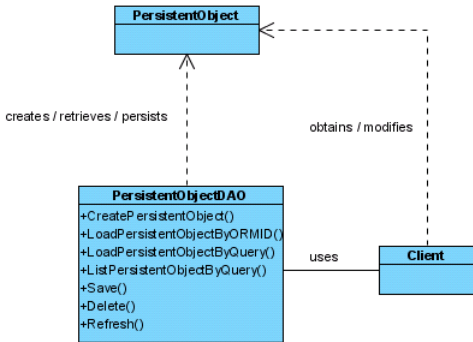 PersistentObject
creates / retrieves / persists
obtains / modifies
PersistentObjectDAO
+CreatePersistentObject()
+LoadPersistentObjectByORMID()
+LoadPersistentObjectByQuery()
+ListPersistentObjectByQuery()
+Save()
+Delete()
+Refresh()
uses
Client